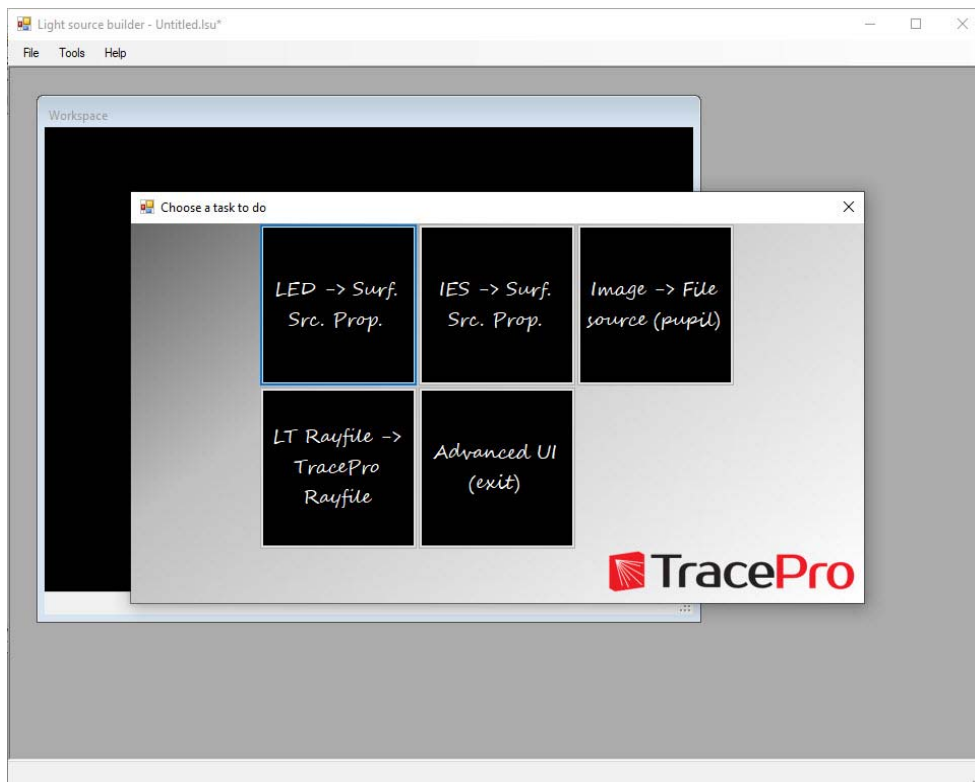 Light source builder - Untitled.lsu*
File Tools Help
Workspace
Choose a task to do
LED -> Surf.
Src. Prop.
IES -> Surf.
Src. Prop.
Image -> File
source (pupil)
LT Rayfile ->
TracePro
Rayfile
Advanced UI
(exit)
TracePro